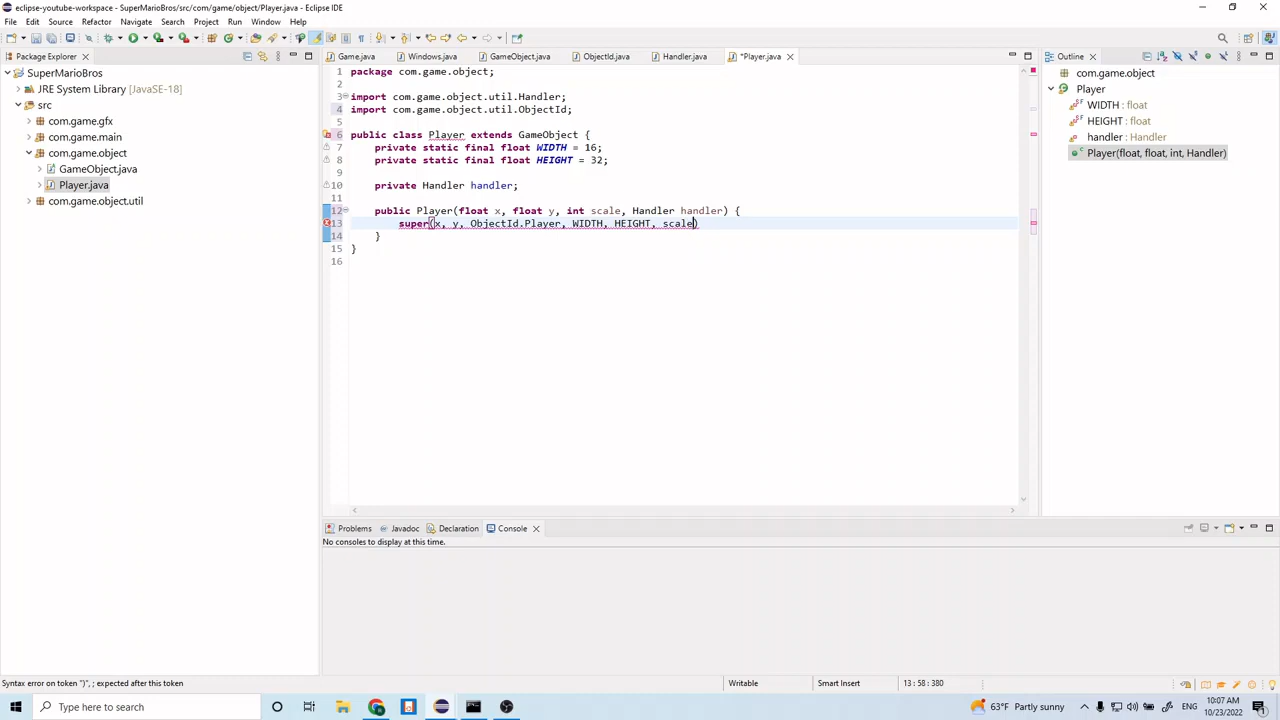 eclipse-youtube-workspace - SuperMarioBros/src/com/game/object/Player.java - Eclipse IDE
File Edit Source Refactor Navigate Search Project Run Window Help
Package Explorer
SuperMarioBros
JRE System Library [JavaSE-18]
src
com.game.gfx
com.game.main
com.game.object
GameObject.java
Player.java
com.game.object.util
Game.java Windows.java GameObject.java ObjectId.java Handler.java *Player.java
1 package com.game.object;
2
3 import com.game.object.util.Handler;
4 import com.game.object.util.ObjectId;
5
6 public class Player extends GameObject {
7 private static final float WIDTH = 16;
8 private static final float HEIGHT = 32;
9
10 private Handler handler;
11
12 public Player(float x, float y, int scale, Handler handler) {
13 super(x, y, ObjectId.Player, WIDTH, HEIGHT, scale)
14 }
15 }
16
Outline
com.game.object
Player
WIDTH : float
HEIGHT : float
handler : Handler
Player(float, float, int, Handler)
Problems Javadoc Declaration Console
No consoles to display at this time.
Syntax error on token ")", ; expected after this token
Writable
Smart Insert
13 : 58 : 380
Type here to search
63°F Partly sunny
ENG
10:07 AM
10/23/2022
1